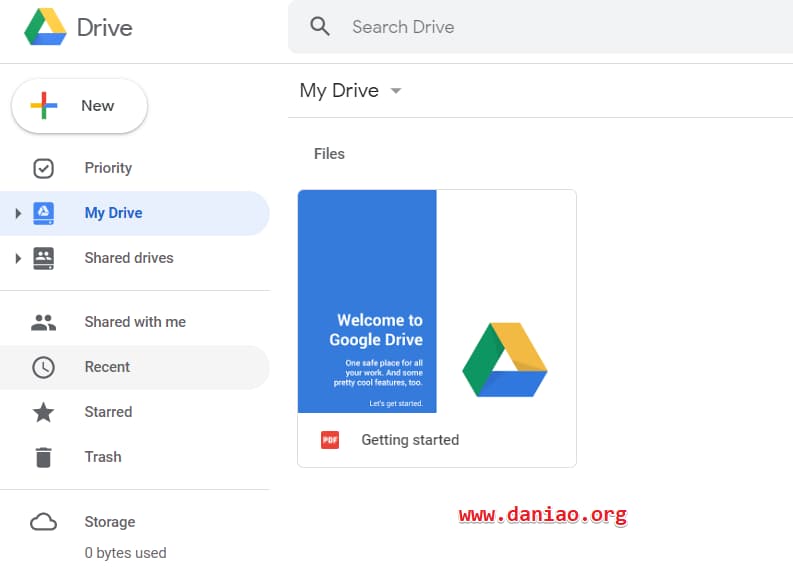 Drive
Search Drive
New
My Drive
Priority
My Drive
Shared drives
Shared with me
Recent
Starred
Trash
Storage
0 bytes used
Files
Welcome to
Google Drive
One safe place for all
your work. And some
pretty cool features, too.
Let's get started.
PDF
Getting started
www.daniao.org